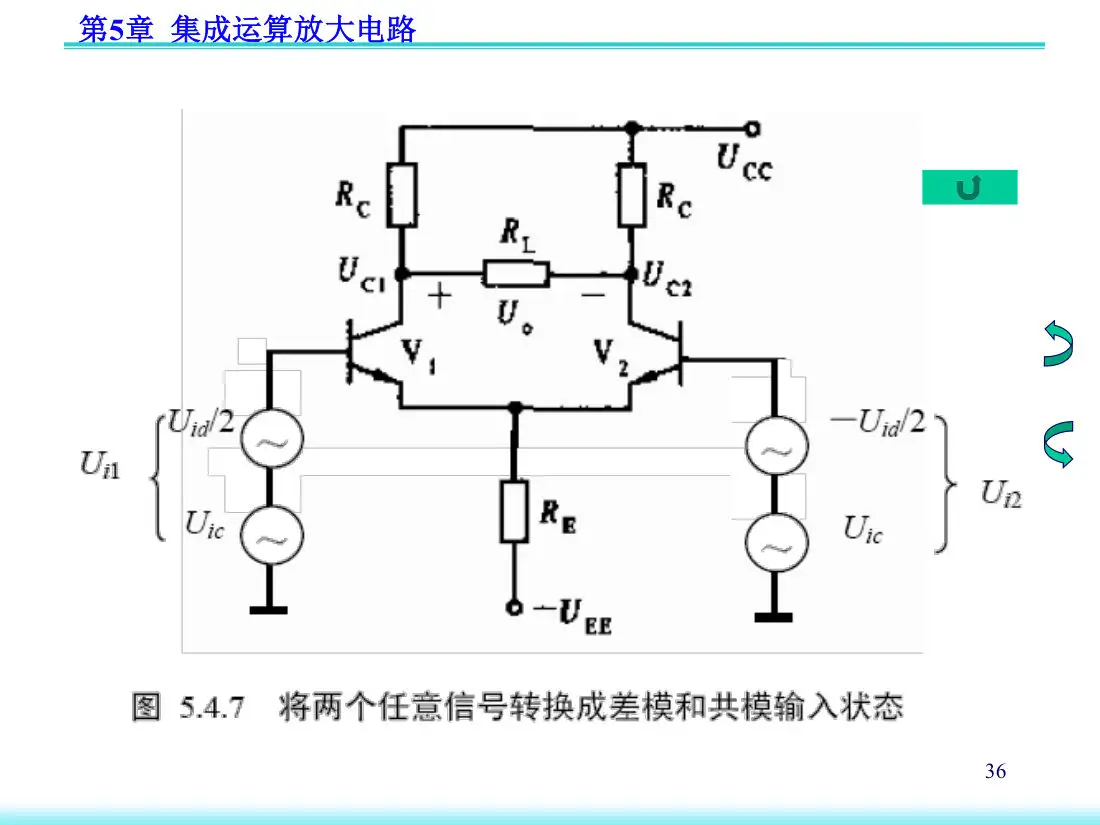 第5章 集成运算放大电路
U_CC
R_C R_C
R_L
U_C1 + − U_C2
U_o
V_1 V_2
U_id/2 −U_id/2
U_i1 U_i2
U_ic R_E U_ic
−U_EE
~ ~
~ ~
图 5.4.7 将两个任意信号转换成差模和共模输入状态
36